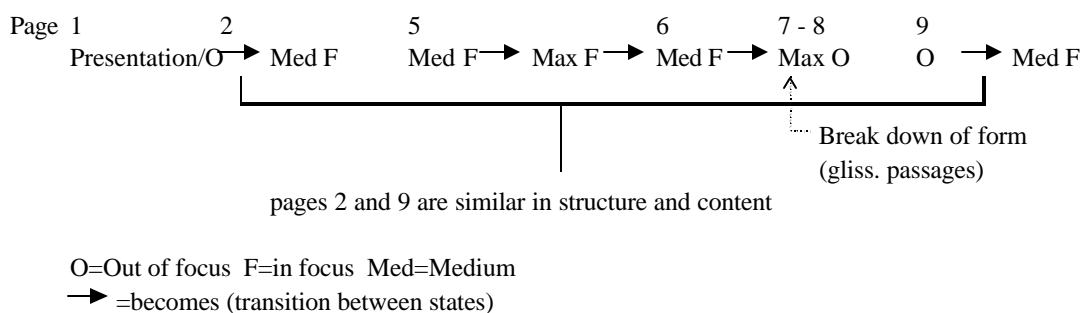 Page 1 2 5 6 7 - 8 9
Presentation/O Med F Med F Max F Med F Max O O Med F
Break down of form
(gliss. passages)
pages 2 and 9 are similar in structure and content
O=Out of focus F=in focus Med=Medium
=becomes (transition between states)